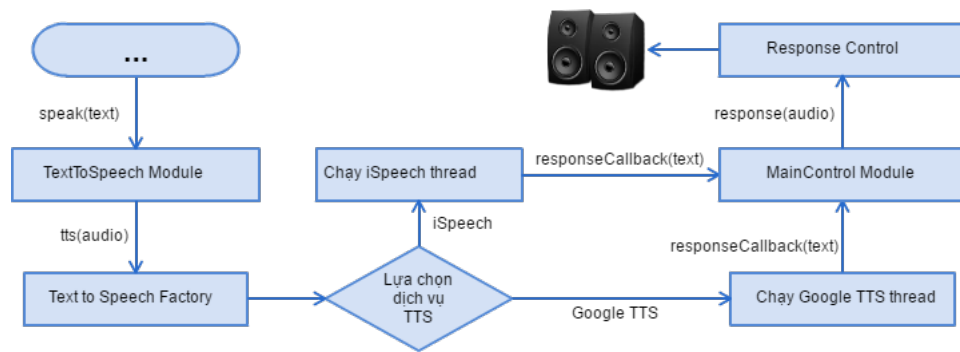 ...
Response Control
speak(text)
response(audio)
TextToSpeech Module
Chạy iSpeech thread
responseCallback(text)
MainControl Module
tts(audio)
iSpeech
responseCallback(text)
Text to Speech Factory
Lựa chọn
dịch vụ
TTS
Google TTS
Chạy Google TTS thread